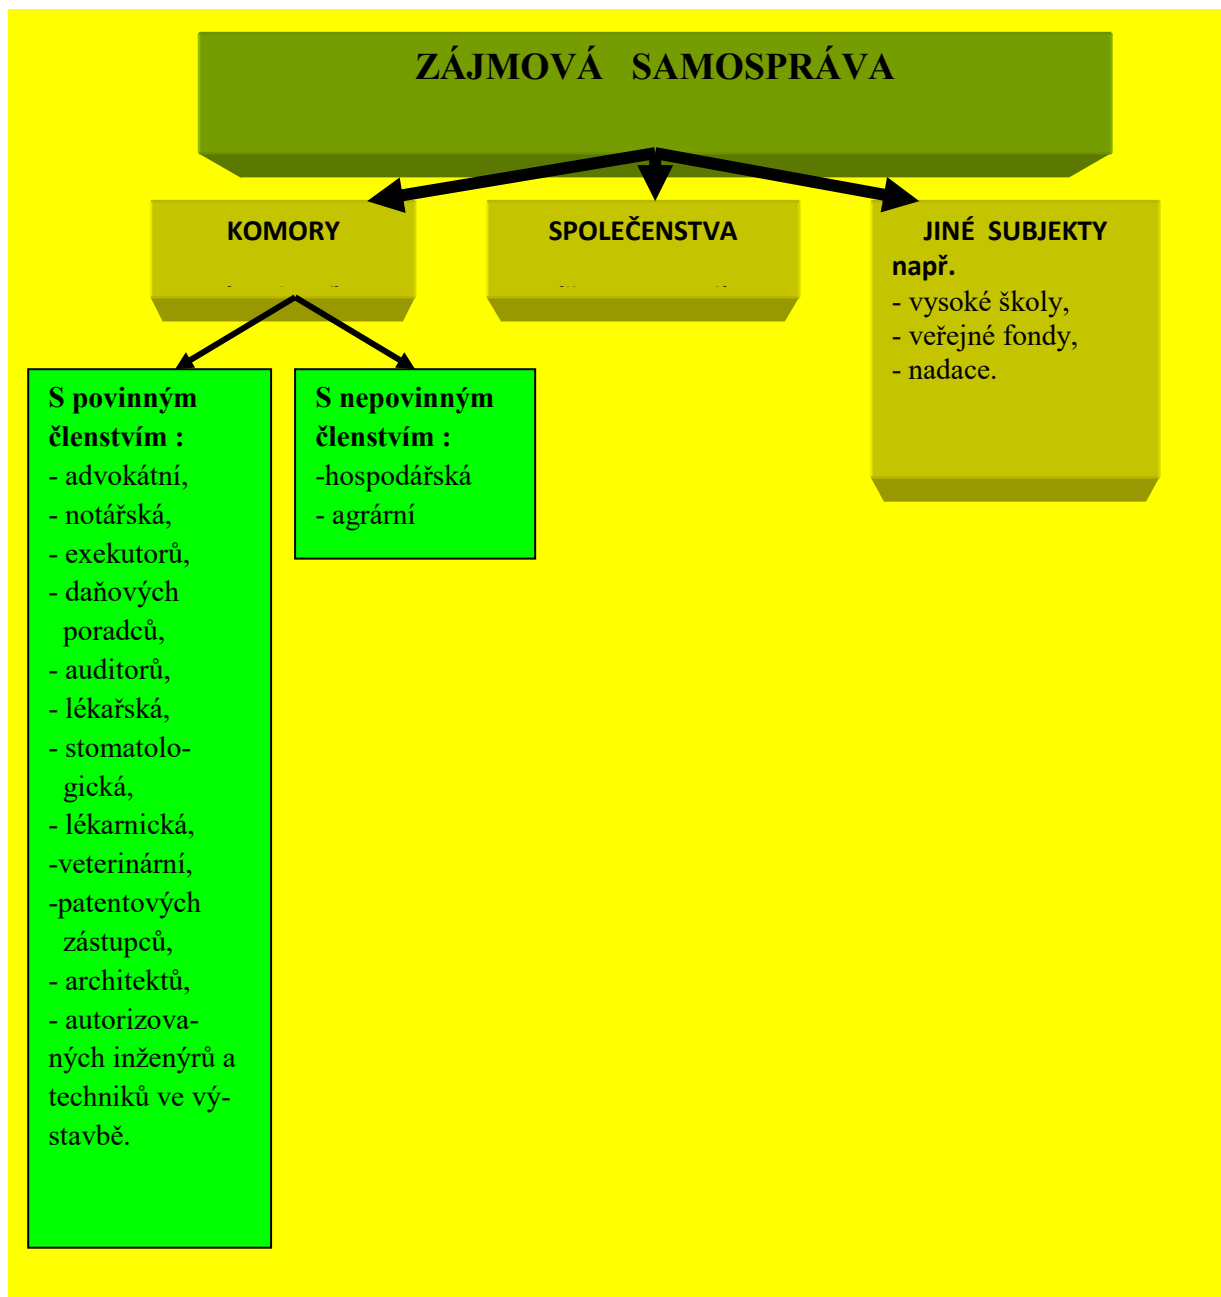 ZÁJMOVÁ SAMOSPRÁVA
KOMORY
SPOLEČENSTVA
JINÉ SUBJEKTY
např.
- vysoké školy,
- veřejné fondy,
- nadace.
S povinným
členstvím :
- advokátní,
- notářská,
- exekutorů,
- daňových
poradců,
- auditorů,
- lékařská,
- stomatolo-
gická,
- lékarnická,
-veterinární,
-patentových
zástupců,
- architektů,
- autorizova-
ných inženýrů a
techniků ve vý-
stavbě.
S nepovinným
členstvím :
-hospodářská
- agrární